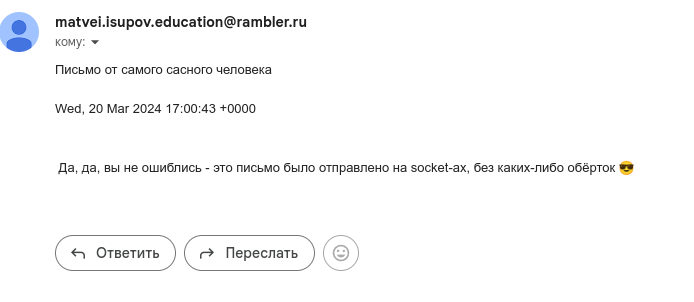 matvei.isupov.education@rambler.ru
кому:
Письмо от самого сасного человека
Wed, 20 Mar 2024 17:00:43 +0000
Да, да, вы не ошиблись - это письмо было отправлено на socket-ах, без каких-либо обёрток 😎
Ответить
Переслать